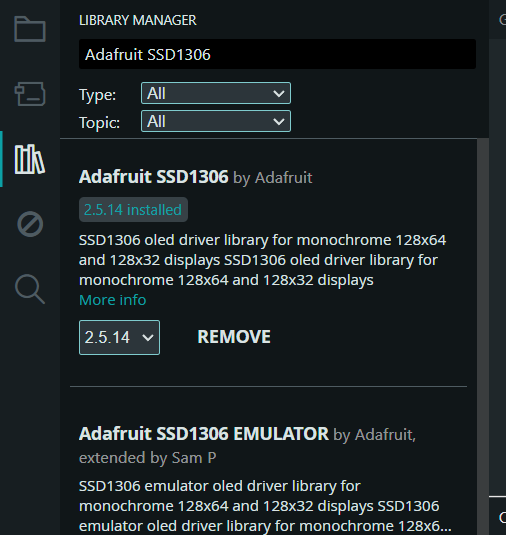 LIBRARY MANAGER
Adafruit SSD1306
Type: All
Topic: All
Adafruit SSD1306 by Adafruit
2.5.14 installed
SSD1306 oled driver library for monochrome 128x64
and 128x32 displays SSD1306 oled driver library for
monochrome 128x64 and 128x32 displays
More info
2.5.14 REMOVE
Adafruit SSD1306 EMULATOR by Adafruit,
extended by Sam P
SSD1306 emulator oled driver library for
monochrome 128x64 and 128x32 displays SSD1306
emulator oled driver library for monochrome 128x6...